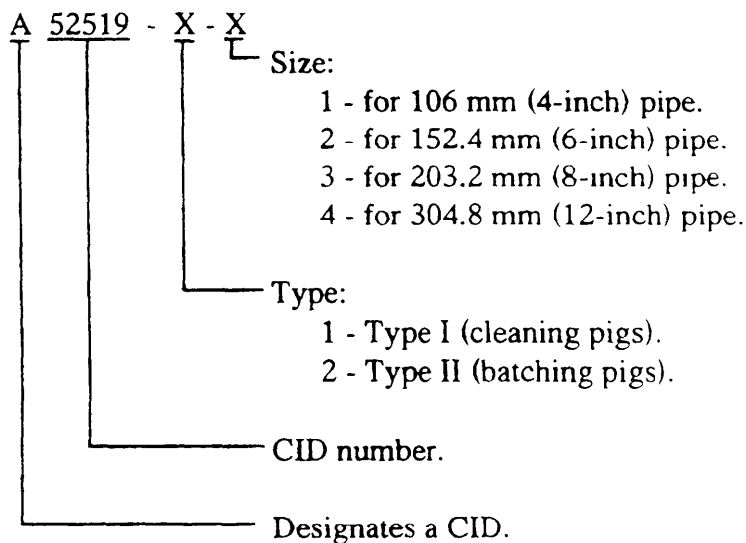 A 52519 - X - X
Size:
1 - for 106 mm (4-inch) pipe.
2 - for 152.4 mm (6-inch) pipe.
3 - for 203.2 mm (8-inch) pipe.
4 - for 304.8 mm (12-inch) pipe.
Type:
1 - Type I (cleaning pigs).
2 - Type II (batching pigs).
CID number.
Designates a CID.